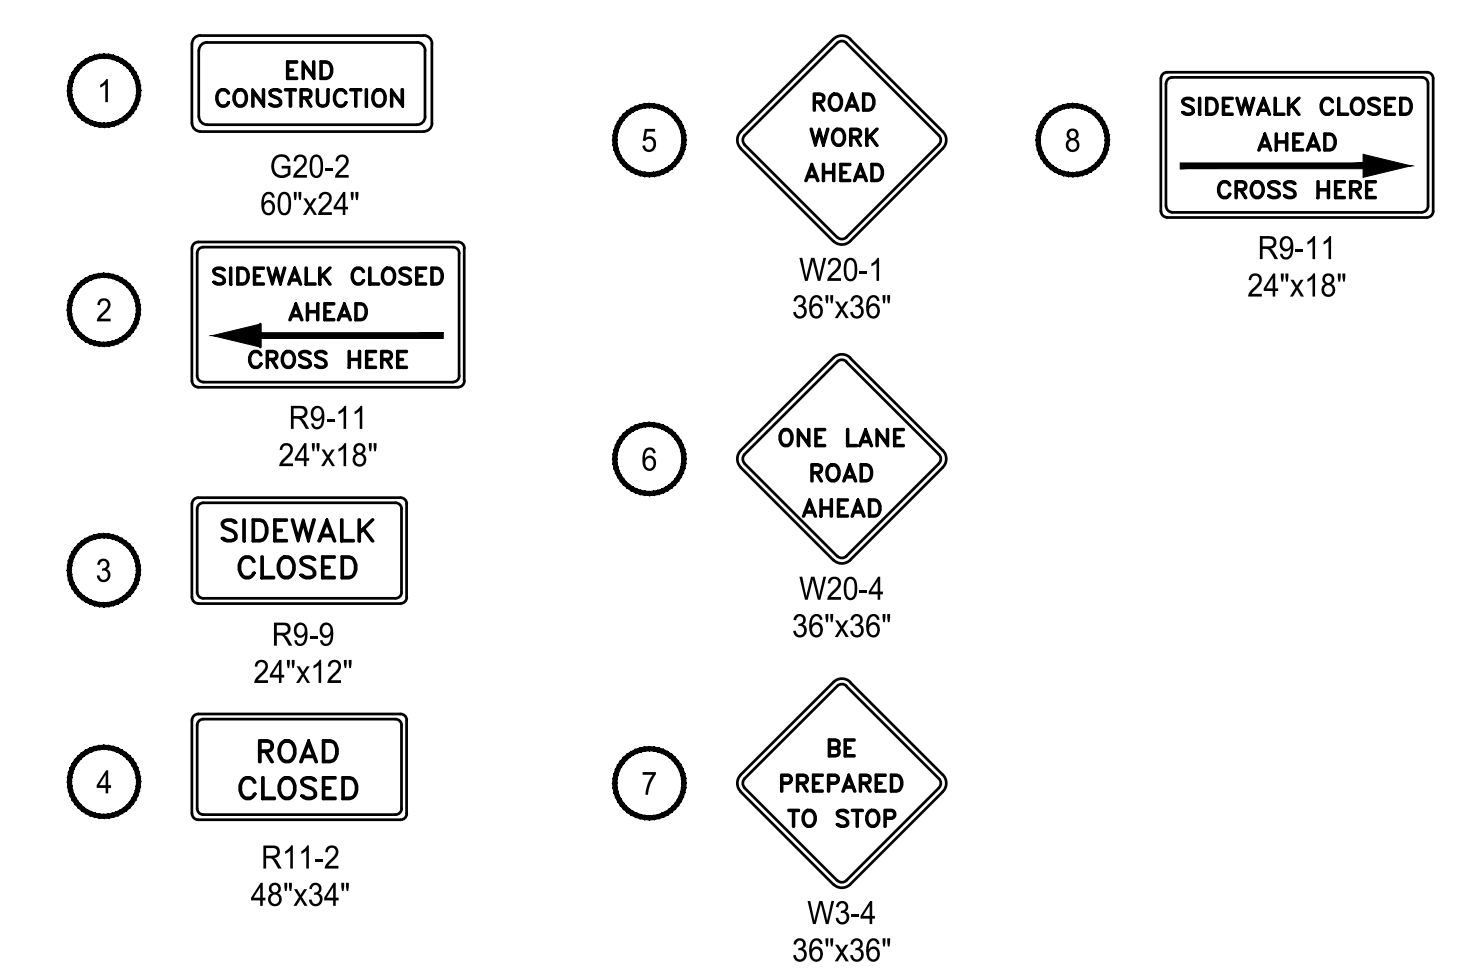 1
END
CONSTRUCTION
G20-2
60"x24"
2
SIDEWALK CLOSED
AHEAD
CROSS HERE
R9-11
24"x18"
3
SIDEWALK
CLOSED
R9-9
24"x12"
4
ROAD
CLOSED
R11-2
48"x34"
5
ROAD
WORK
AHEAD
W20-1
36"x36"
6
ONE LANE
ROAD
AHEAD
W20-4
36"x36"
7
BE
PREPARED
TO STOP
W3-4
36"x36"
8
SIDEWALK CLOSED
AHEAD
CROSS HERE
R9-11
24"x18"